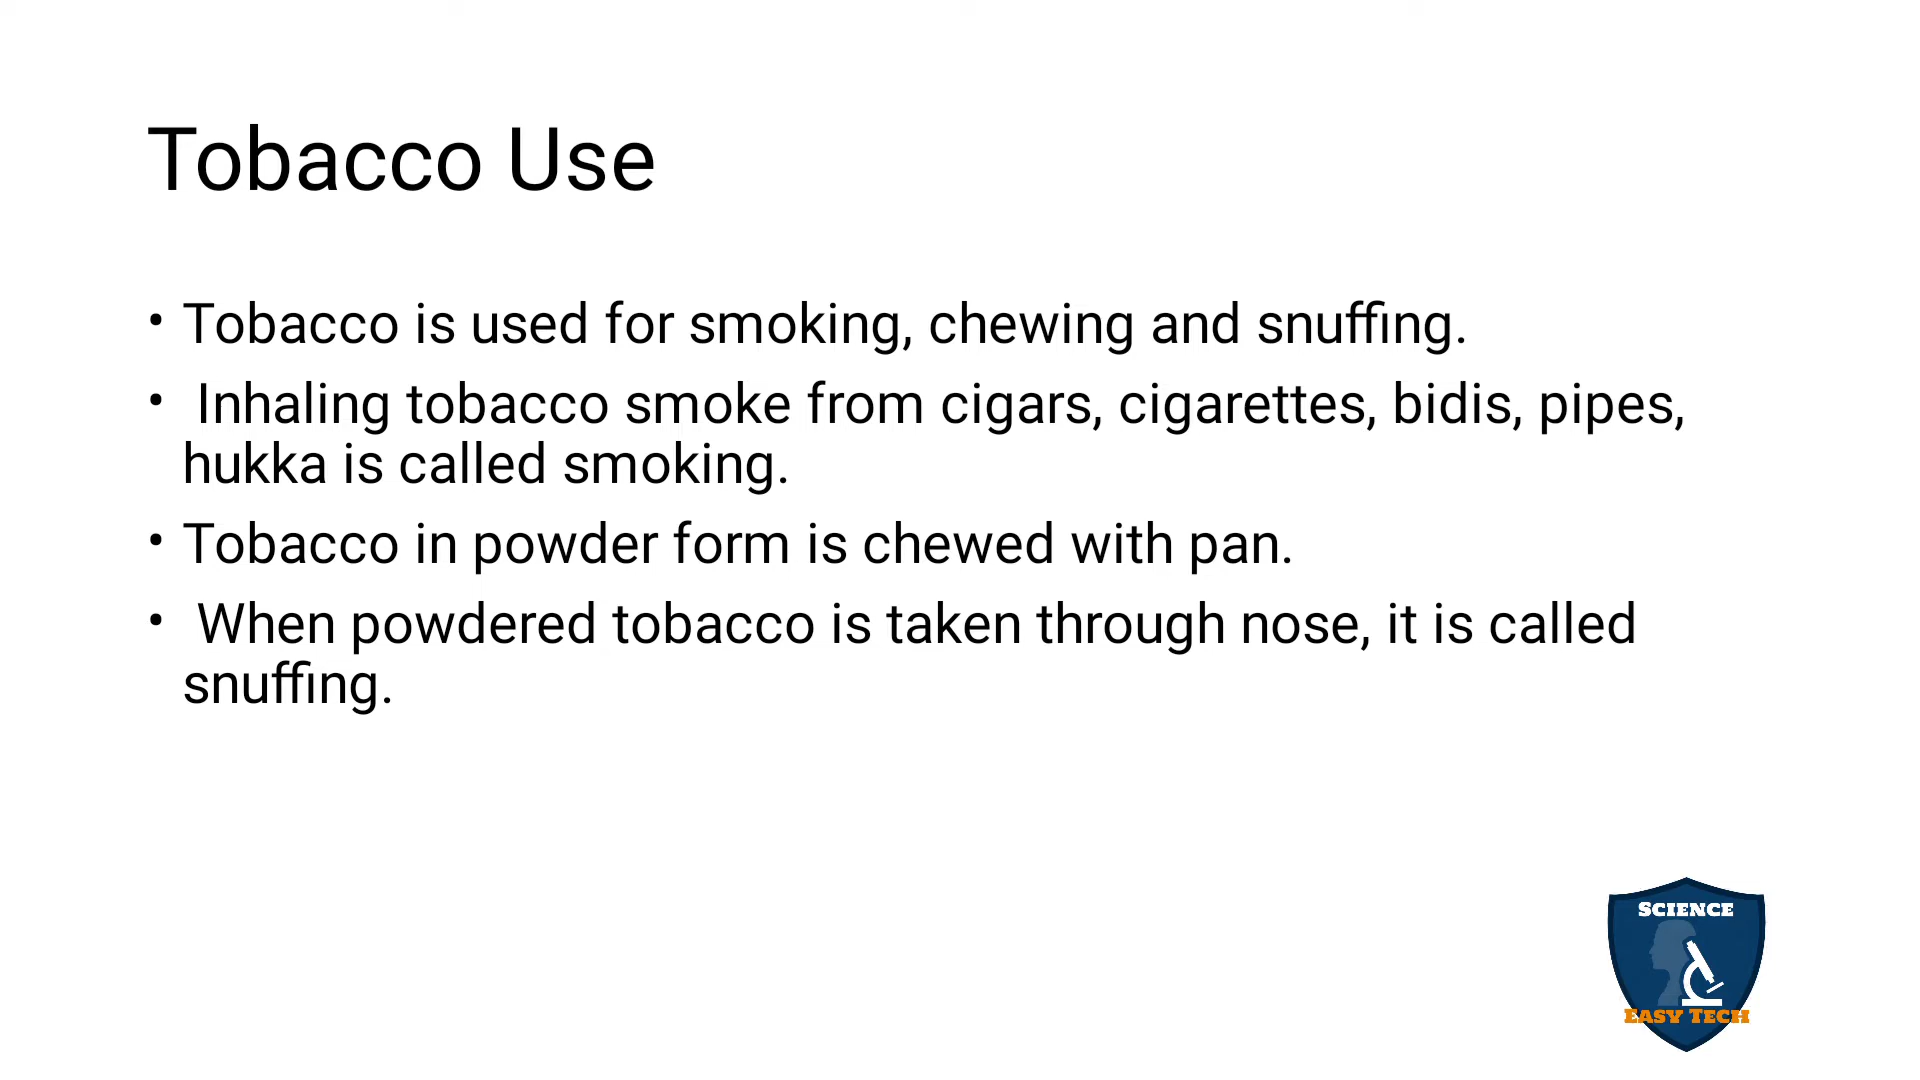 Tobacco Use
• Tobacco is used for smoking, chewing and snuffing.
• Inhaling tobacco smoke from cigars, cigarettes, bidis, pipes,
hukka is called smoking.
• Tobacco in powder form is chewed with pan.
• When powdered tobacco is taken through nose, it is called
snuffing.
SCIENCE
EASY TECH